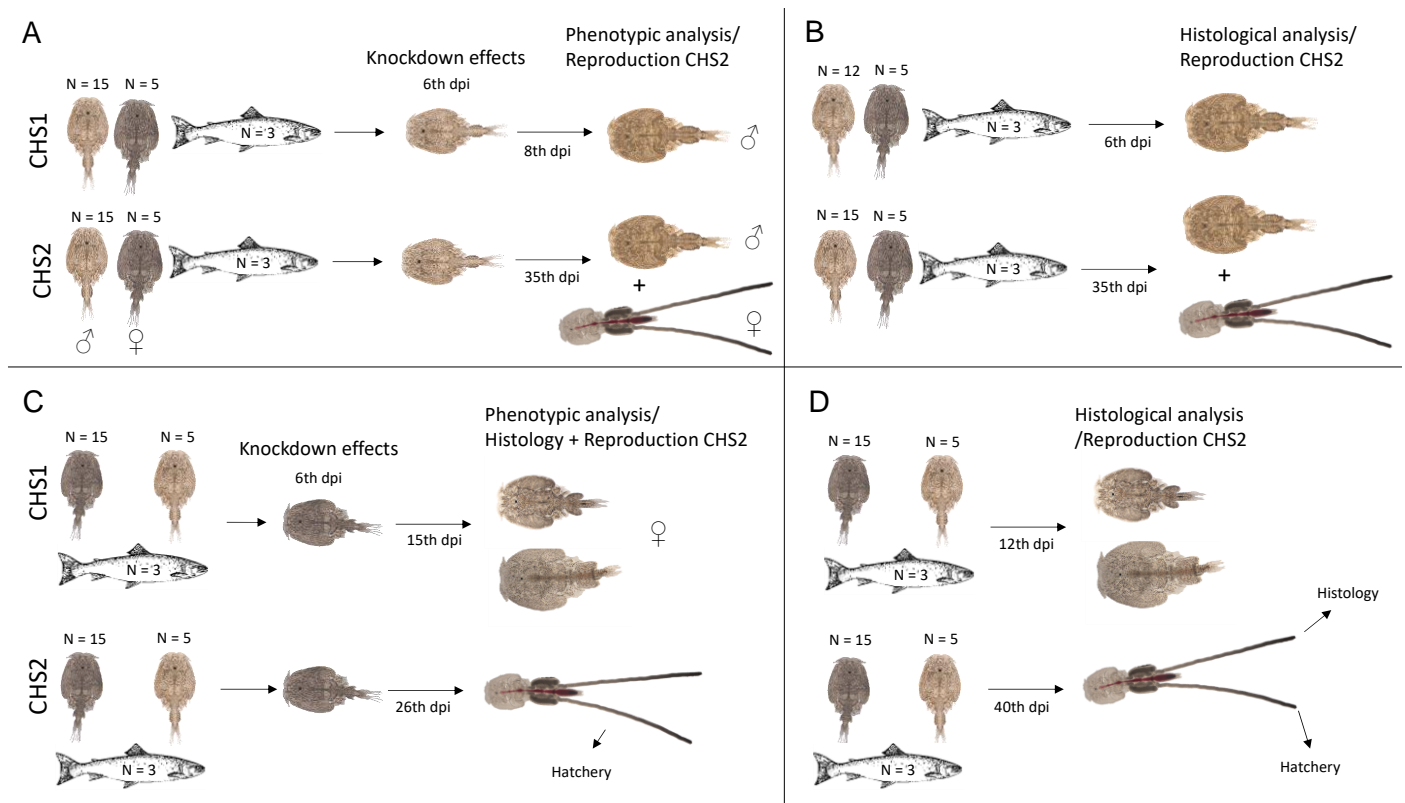 A
Knockdown effects
6th dpi
Phenotypic analysis/
Reproduction CHS2
CHS1
N = 15
N = 5
N = 3
8th dpi
♂
CHS2
N = 15
N = 5
N = 3
35th dpi
♂
+
♀
♂
♀
B
Histological analysis/
Reproduction CHS2
N = 12
N = 5
N = 3
6th dpi
N = 15
N = 5
N = 3
35th dpi
+
C
Knockdown effects
6th dpi
Phenotypic analysis/
Histology + Reproduction CHS2
CHS1
N = 15
N = 5
N = 3
15th dpi
♀
CHS2
N = 15
N = 5
N = 3
26th dpi
Hatchery
D
Histological analysis
/Reproduction CHS2
N = 15
N = 5
N = 3
12th dpi
N = 15
N = 5
N = 3
40th dpi
Histology
Hatchery